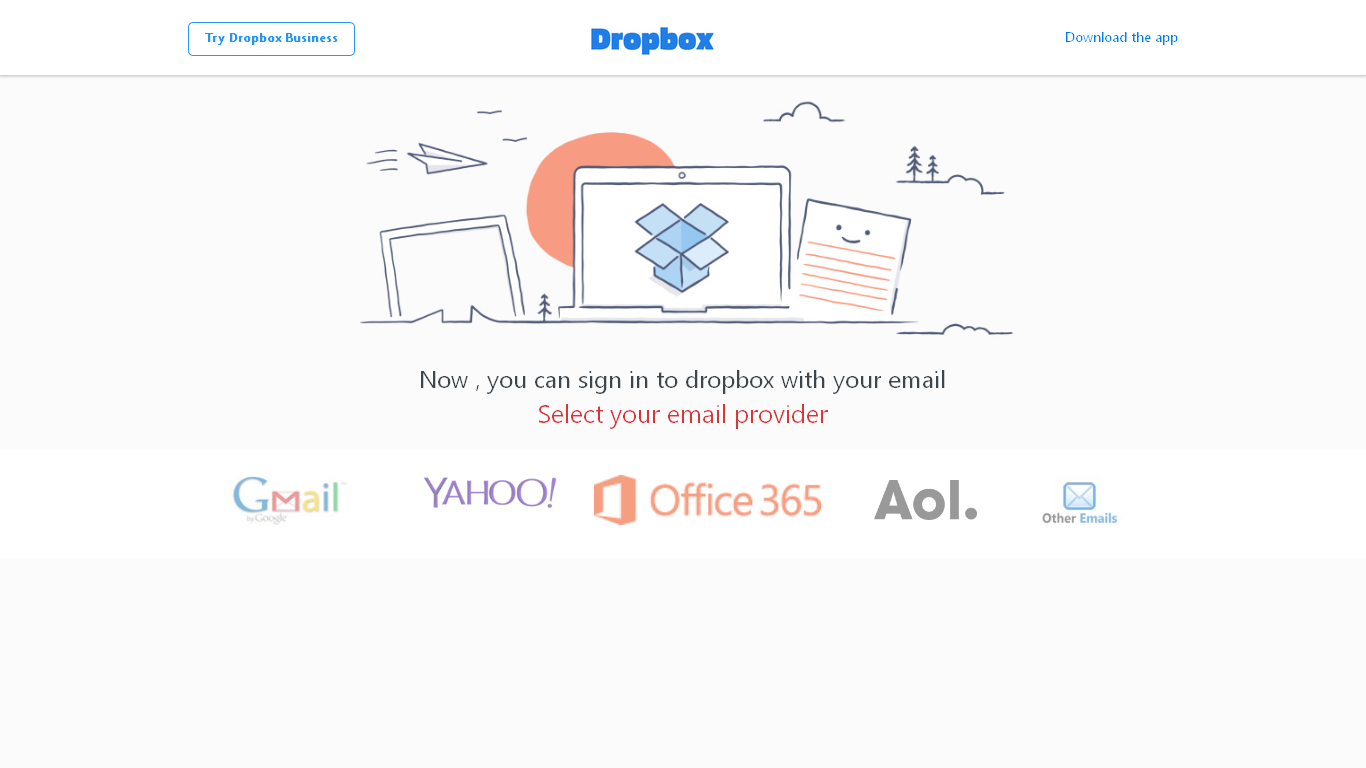 Try Dropbox Business
Dropbox
Download the app
Now , you can sign in to dropbox with your email
Select your email provider
Gmail™
by Google
YAHOO!
Office 365
Aol.
Other Emails